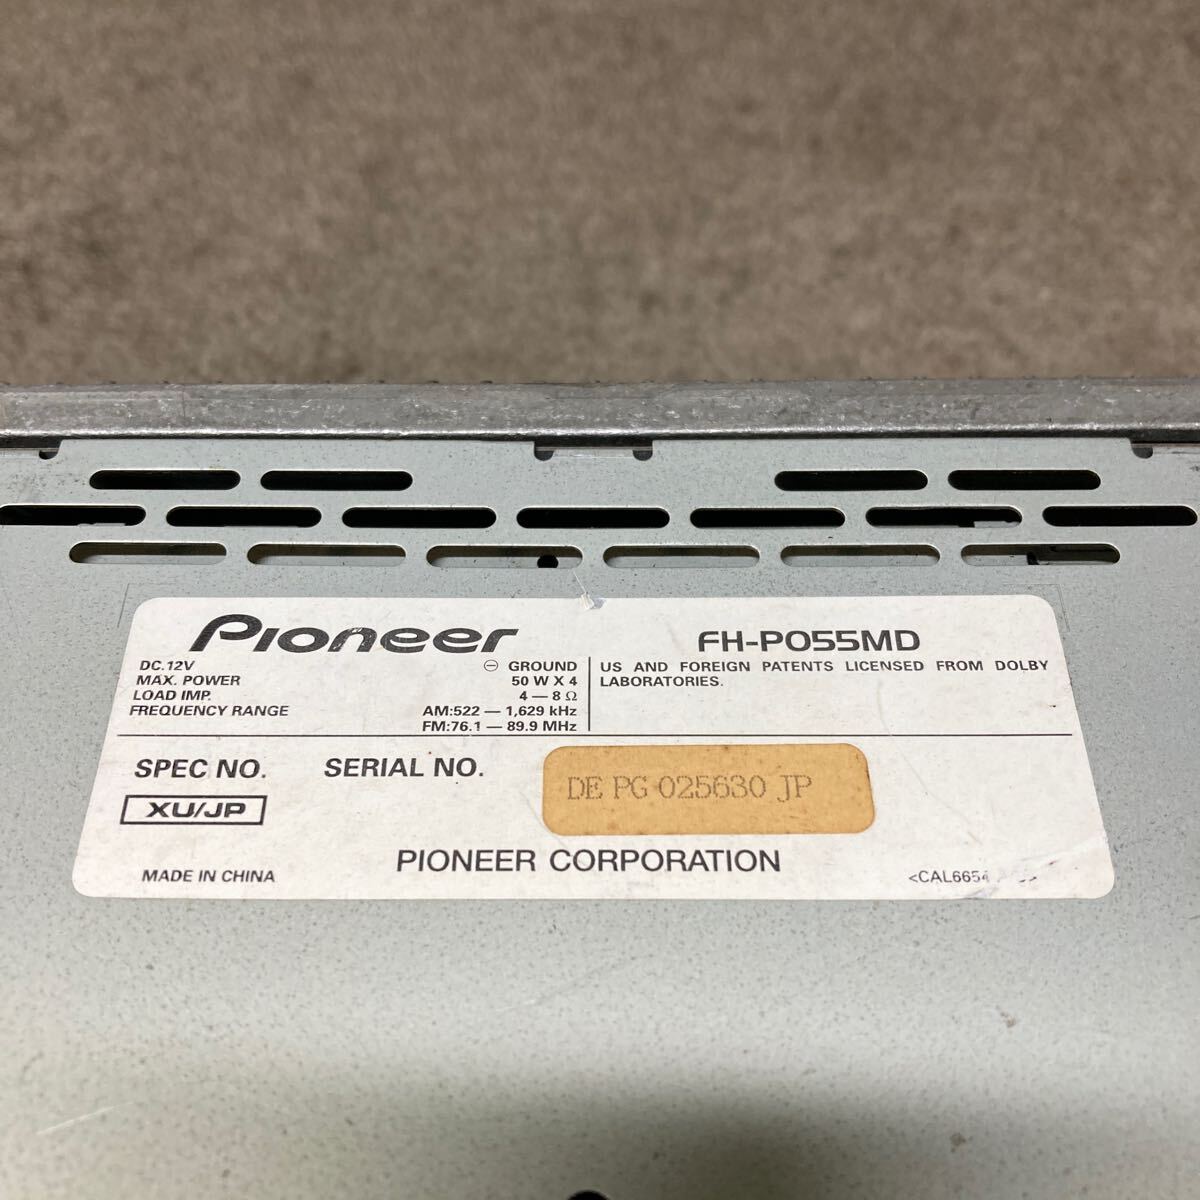 Pioneer
FH-P055MD
DC.12V ⊖ GROUND
MAX. POWER 50 W X 4
LOAD IMP. 4 — 8 Ω
FREQUENCY RANGE AM:522 — 1,629 kHz
FM:76.1 — 89.9 MHz
US AND FOREIGN PATENTS LICENSED FROM DOLBY
LABORATORIES.
SPEC NO. SERIAL NO.
XU/JP
DE PG 025630 JP
PIONEER CORPORATION
MADE IN CHINA
<CAL6654